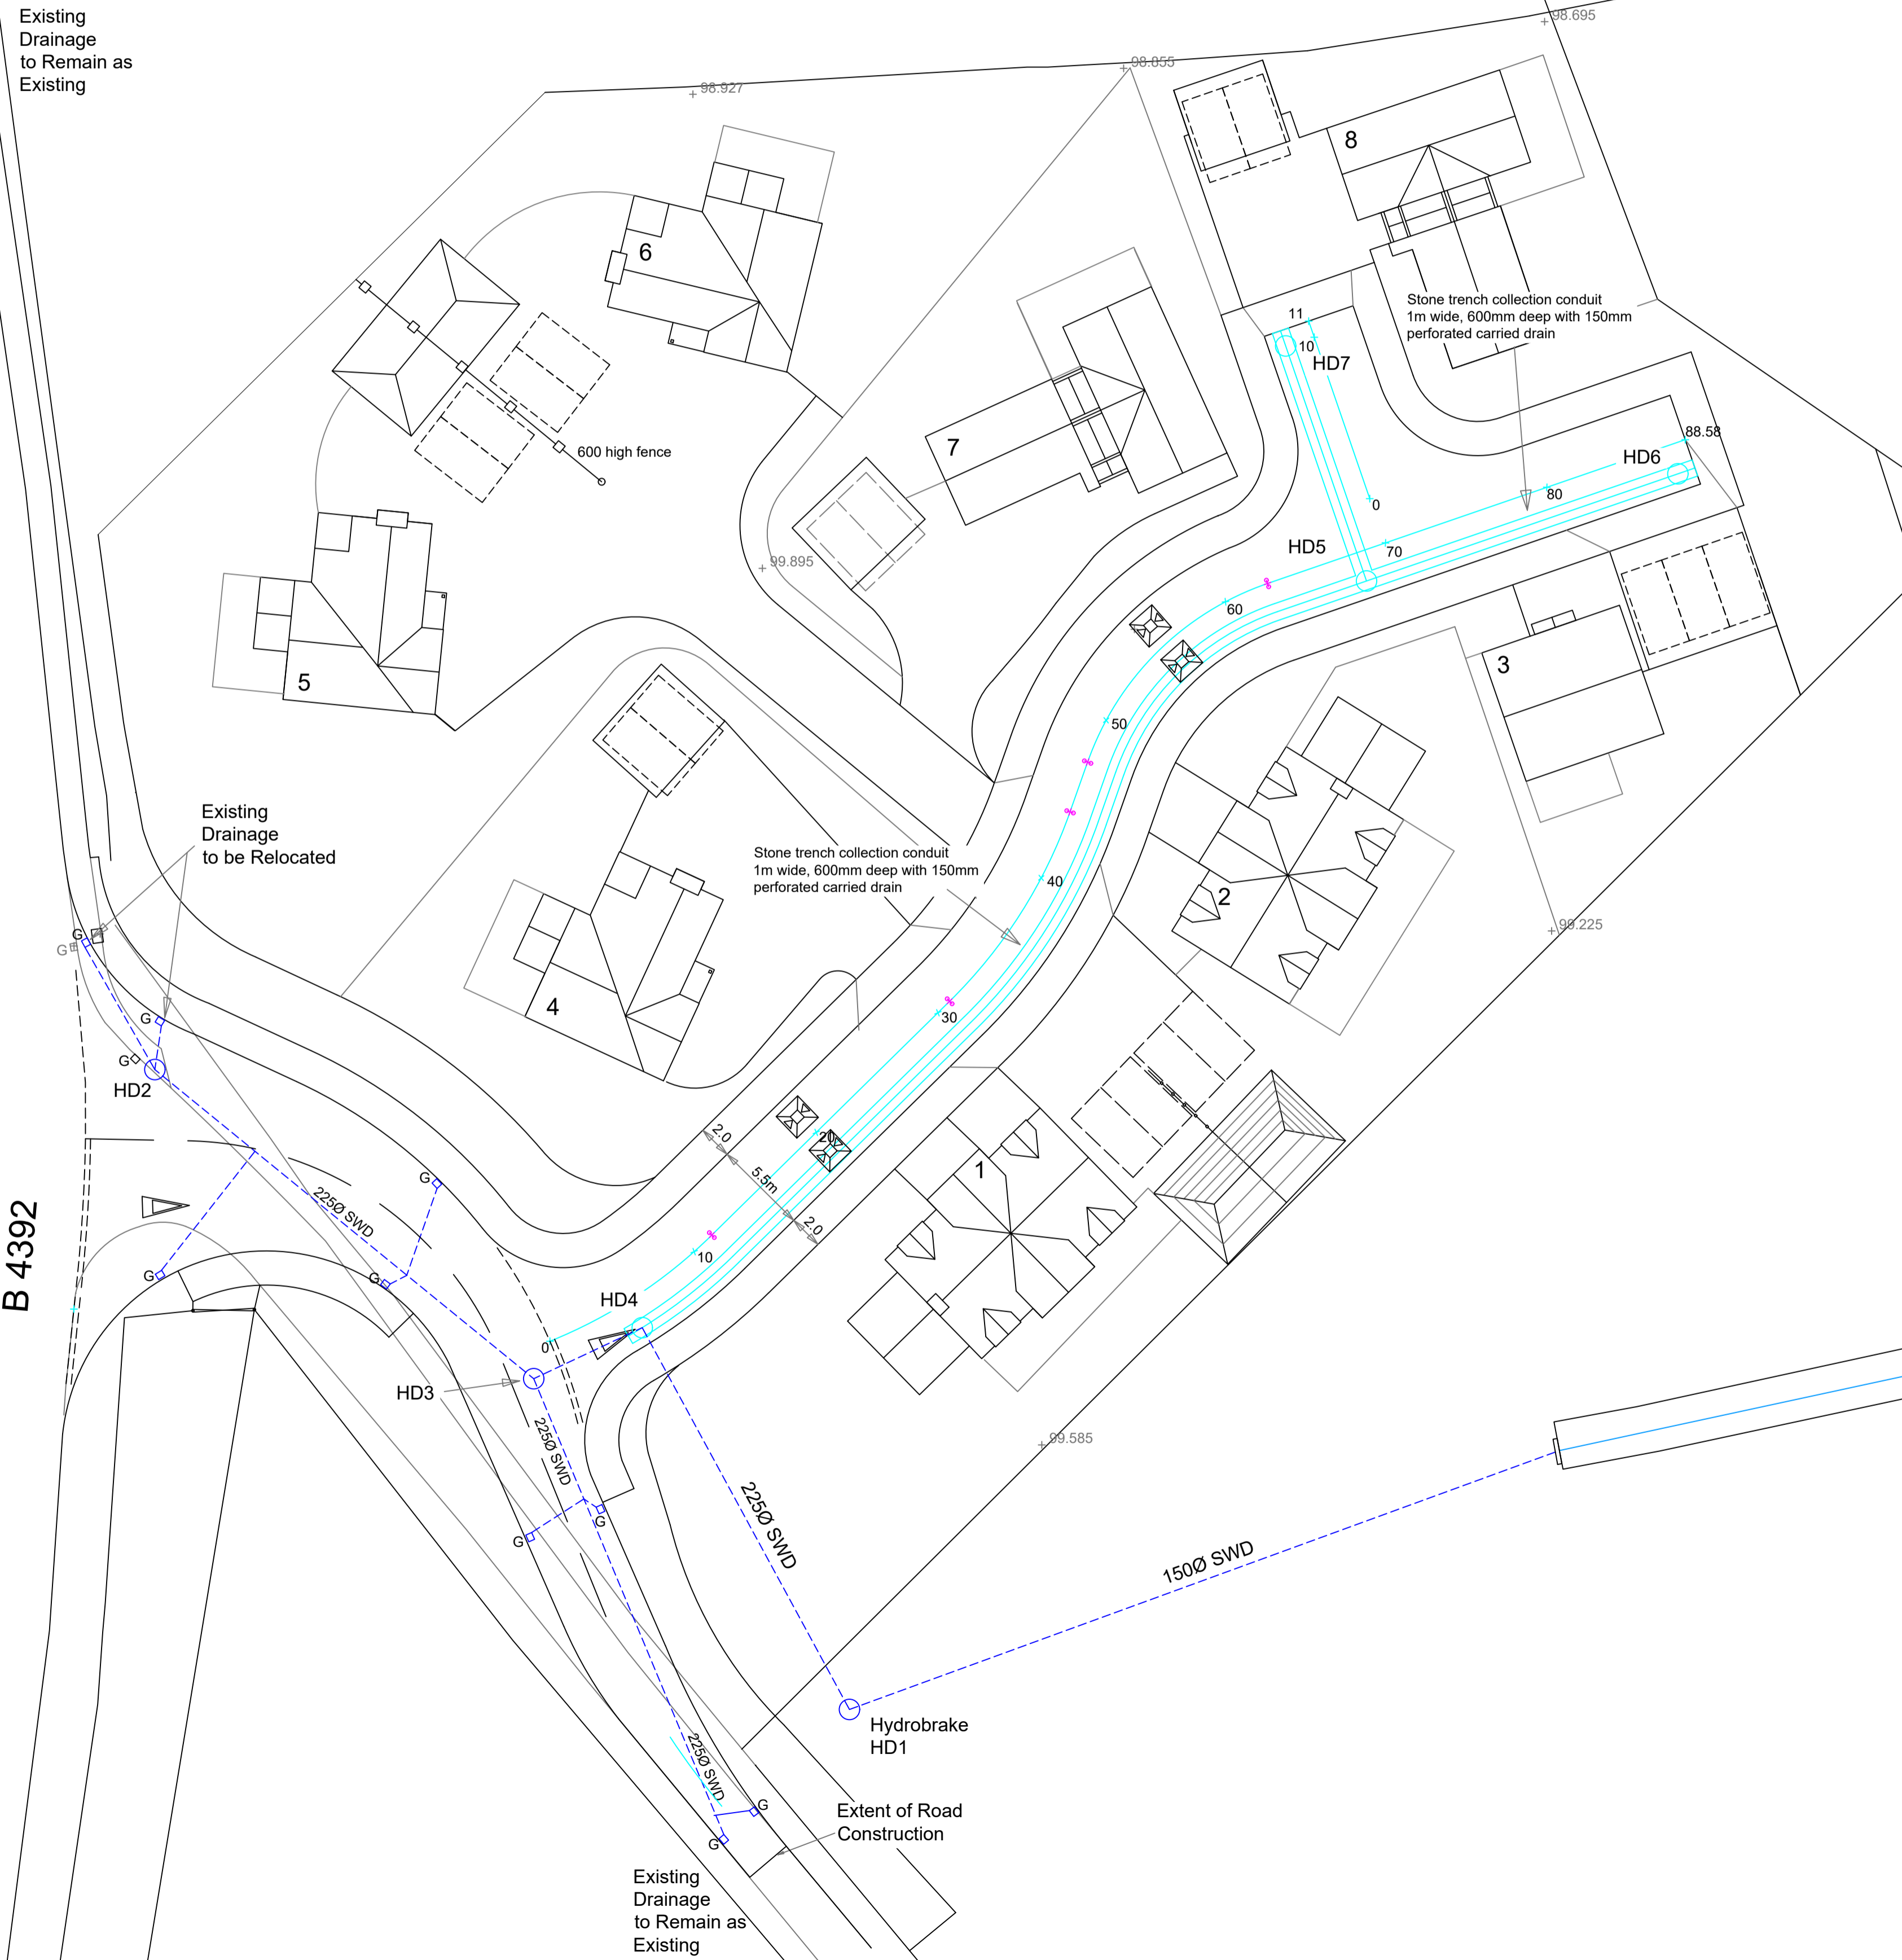 Existing
Drainage
to Remain as
Existing
98.695
98.855
98.927
8
6
Stone trench collection conduit
1m wide, 600mm deep with 150mm
perforated carried drain
11
10
HD7
88.58
HD6
600 high fence
7
80
0
HD5
70
99.895
60
3
5
50
Existing
Drainage
to be Relocated
Stone trench collection conduit
1m wide, 600mm deep with 150mm
perforated carried drain
40
2
99.225
G
G
4
30
G
G
HD2
20
2.0
5.5m
2.0
1
G
225Ø SWD
B 4392
10
G
G
HD4
0
HD3
225Ø SWD
99.585
G
G
225Ø SWD
150Ø SWD
Hydrobrake
HD1
225Ø SWD
G
G
Extent of Road
Construction
Existing
Drainage
to Remain as
Existing